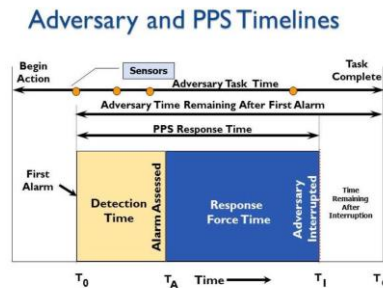 Adversary and PPS Timelines
Begin
Action
Sensors
Task
Complete
Adversary Task Time
Adversary Time Remaining After First Alarm
PPS Response Time
First
Alarm
Detection
Time
Alarm Assessed
Response
Force Time
Adversary
Interrupted
Time
Remaining
After
Interruption
T0
TA
Time
TI